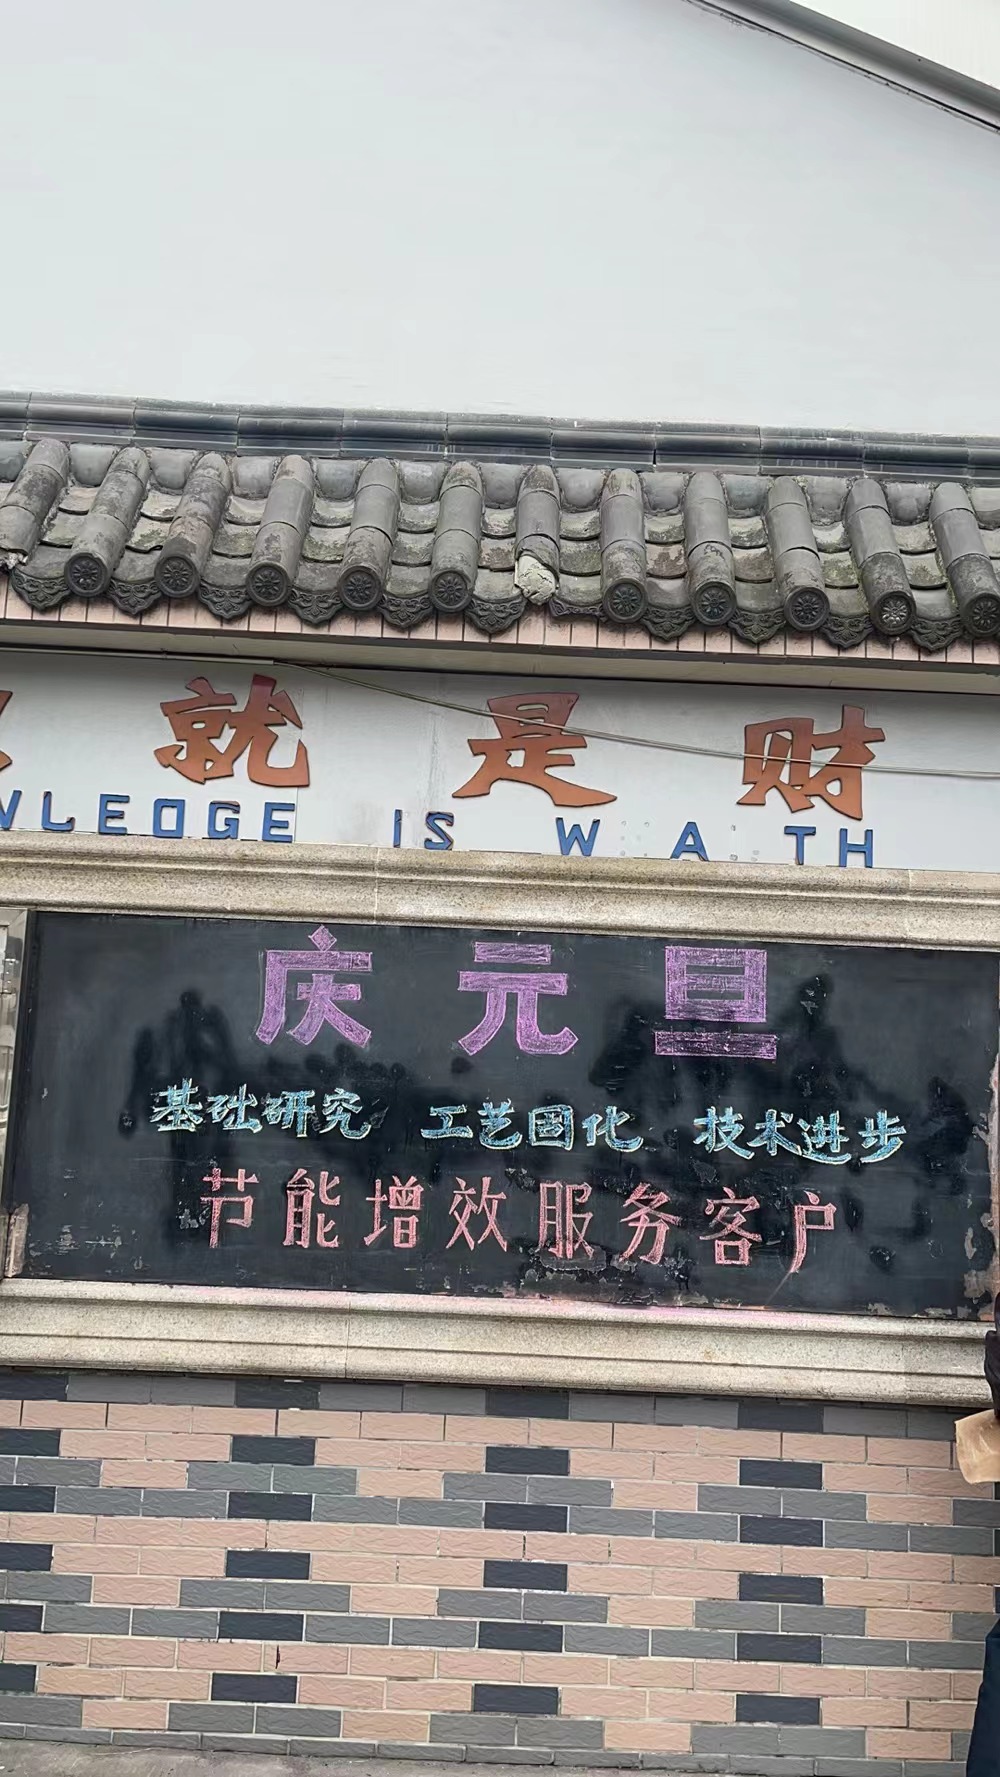 就是财
WLEDGE IS W A TH
庆元旦
基础研究 工艺固化 技术进步
节能增效服务客户